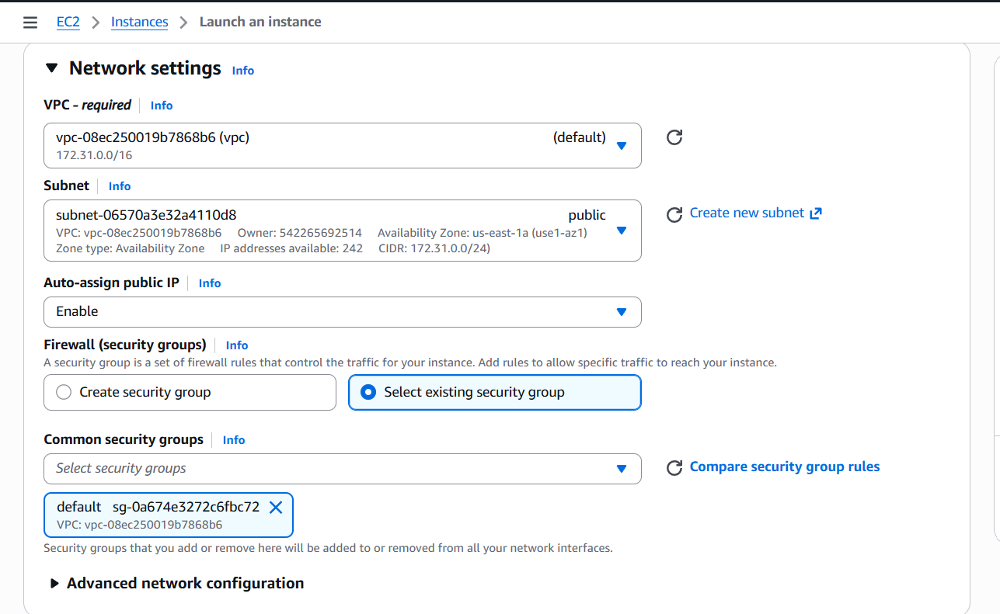 EC2 Instances Launch an instance
Network settings Info
VPC - required Info
vpc-08ec250019b7868b6 (vpc) (default)
172.31.0.0/16
Subnet Info
subnet-06570a3e32a4110d8 public
VPC: vpc-08ec250019b7868b6 Owner: 542265692514 Availability Zone: us-east-1a (use1-az1)
Zone type: Availability Zone IP addresses available: 242 CIDR: 172.31.0.0/24)
Create new subnet
Auto-assign public IP Info
Enable
Firewall (security groups) Info
A security group is a set of firewall rules that control the traffic for your instance. Add rules to allow specific traffic to reach your instance.
Create security group Select existing security group
Common security groups Info
Select security groups
Compare security group rules
default sg-0a674e3272c6fbc72
VPC: vpc-08ec250019b7868b6
Security groups that you add or remove here will be added to or removed from all your network interfaces.
Advanced network configuration